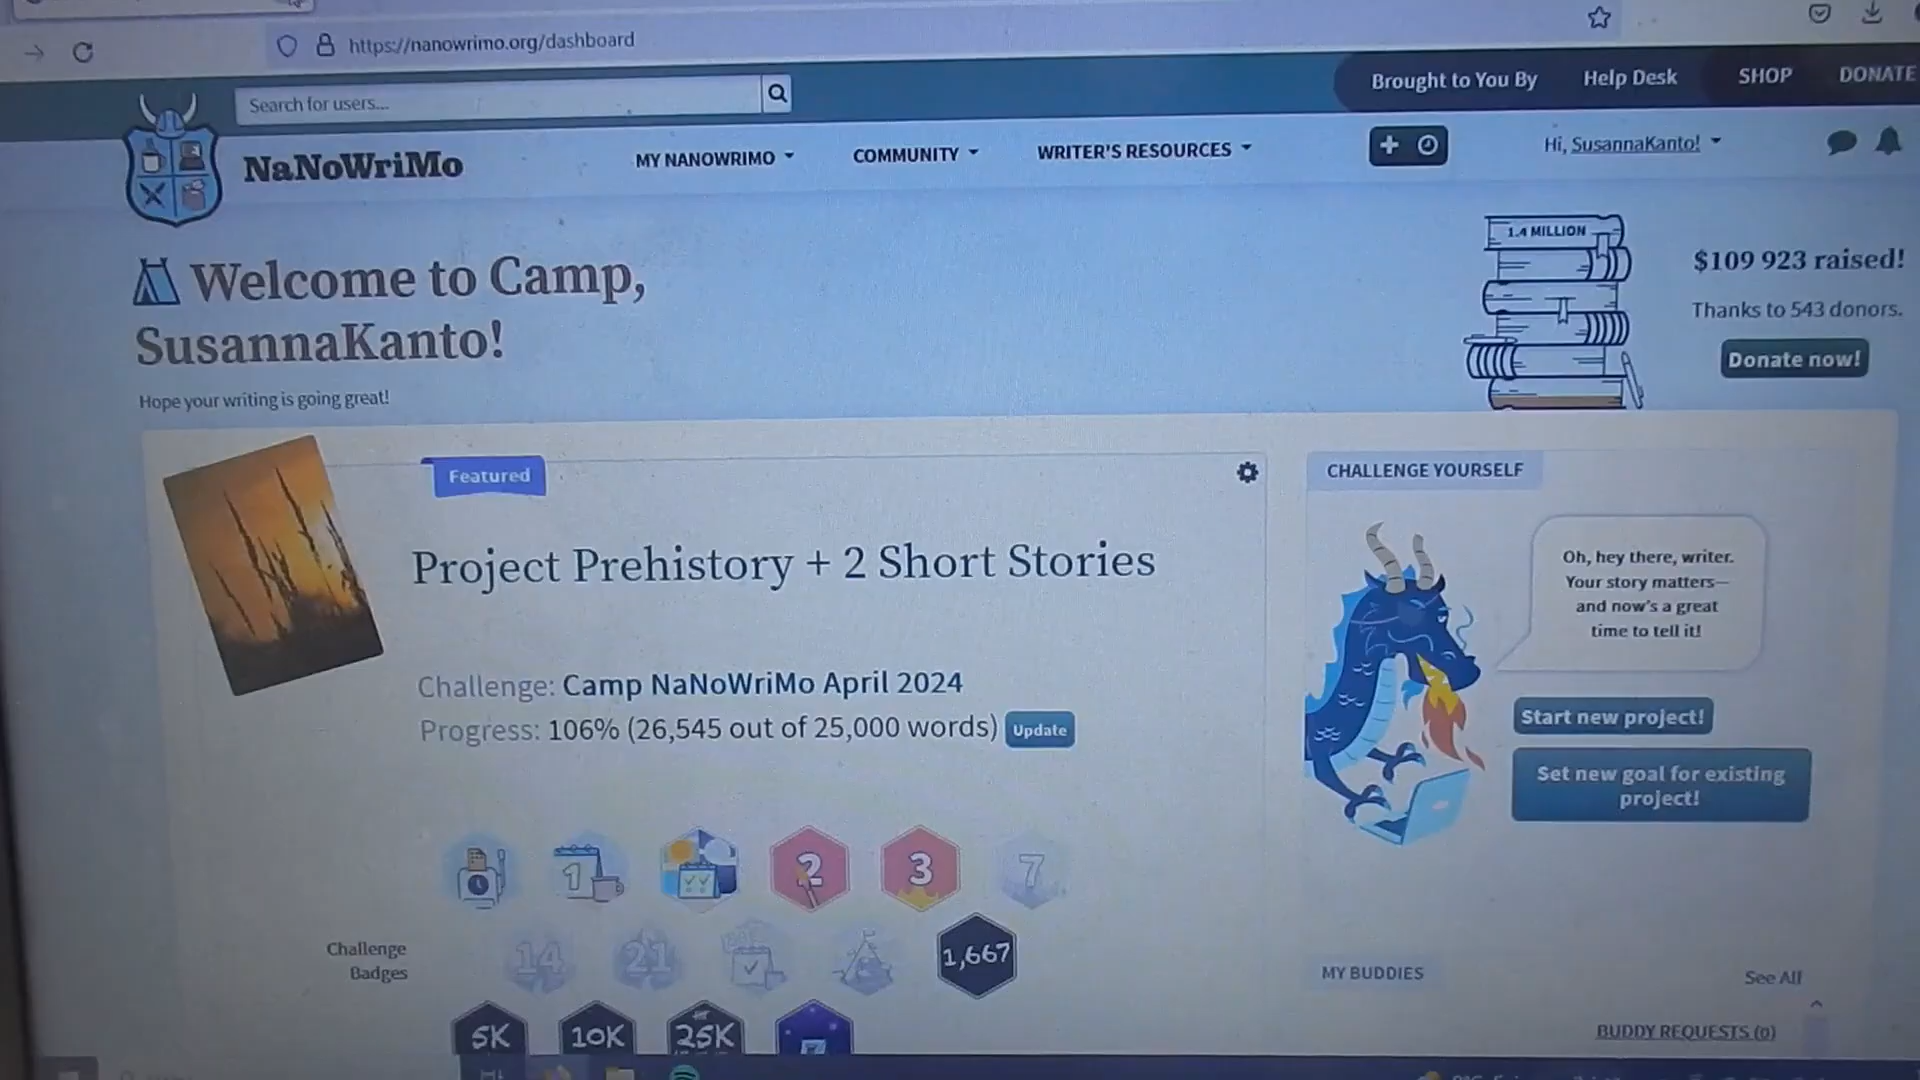 https://nanowrimo.org/dashboard
Search for users...
Brought to You By
Help Desk
SHOP
DONATE
NaNoWriMo
MY NANOWRIMO
COMMUNITY
WRITER'S RESOURCES
Hi, SusannaKanto!
Welcome to Camp,
SusannaKanto!
Hope your writing is going great!
1.4 MILLION
$109 923 raised!
Thanks to 543 donors.
Donate now!
Featured
Project Prehistory + 2 Short Stories
Challenge: Camp NaNoWriMo April 2024
Progress: 106% (26,545 out of 25,000 words)
Update
CHALLENGE YOURSELF
Oh, hey there, writer.
Your story matters—
and now's a great
time to tell it!
Start new project!
Set new goal for existing
project!
1
2
3
7
Challenge
Badges
14
21
1,667
5K
10K
25K
MY BUDDIES
See All
BUDDY REQUESTS (0)